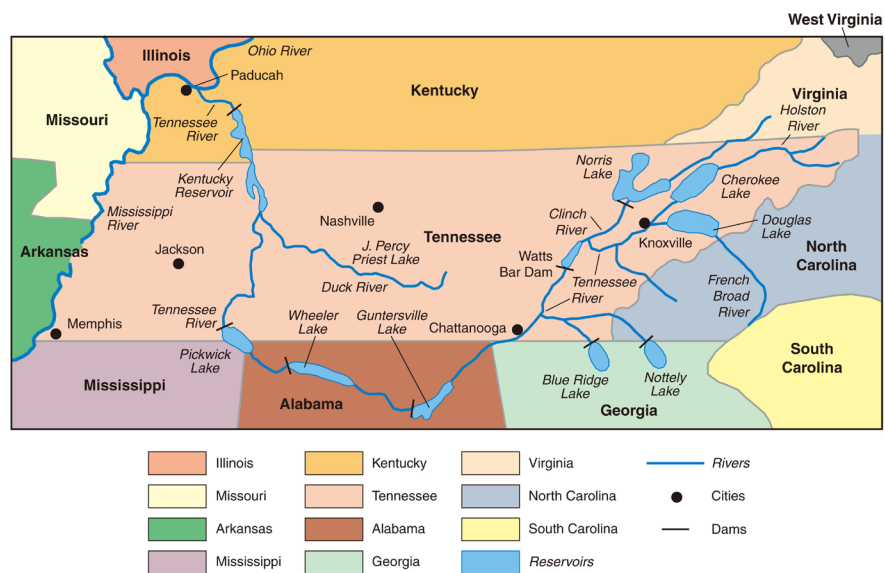 West Virginia
Illinois
Ohio River
Paducah
Kentucky
Virginia
Holston
River
Missouri
Tennessee
River
Norris
Lake
Cherokee
Lake
Kentucky
Reservoir
Mississippi
River
Nashville
Clinch
River
Douglas
Lake
Arkansas
Jackson
J. Percy
Priest Lake
Tennessee
Knoxville
North
Carolina
Watts
Bar Dam
Duck River
Tennessee
River
French
Broad
River
Tennessee
River
Wheeler
Lake
Guntersville
Lake
Chattanooga
Memphis
Pickwick
Lake
South
Carolina
Mississippi
Alabama
Blue Ridge
Lake
Nottely
Lake
Georgia
Illinois
Kentucky
Virginia
Rivers
Missouri
Tennessee
North Carolina
Cities
Arkansas
Alabama
South Carolina
Dams
Mississippi
Georgia
Reservoirs